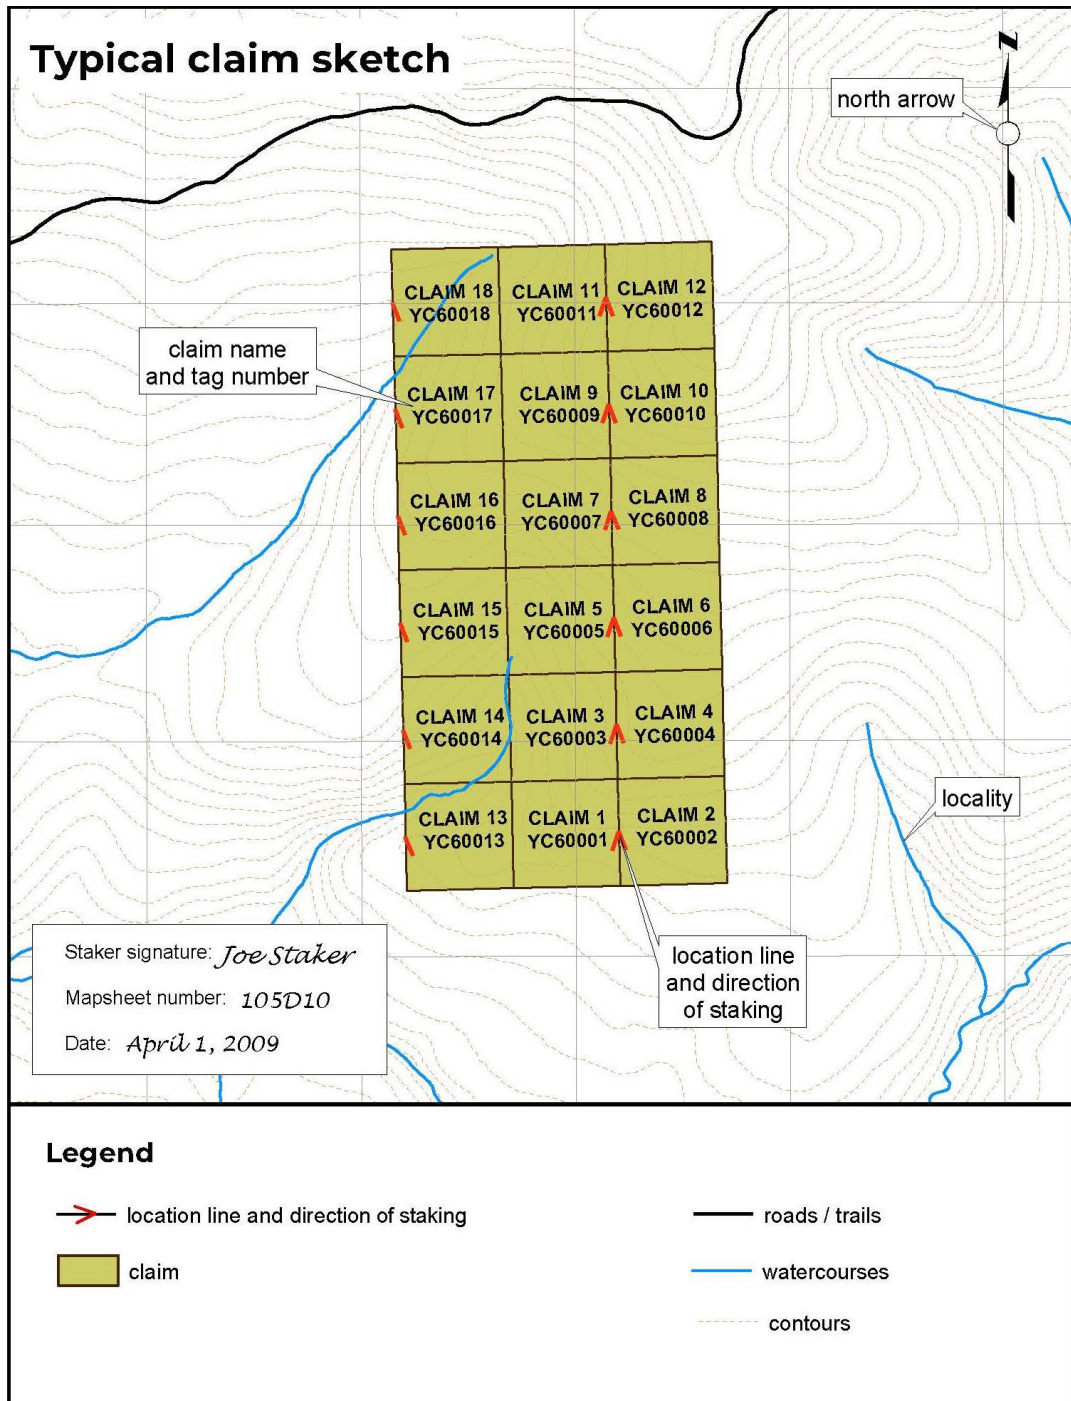 Typical claim sketch
N
north arrow
CLAIM 18
YC60018
CLAIM 11
YC60011
CLAIM 12
YC60012
claim name
and tag number
CLAIM 17
YC60017
CLAIM 9
YC60009
CLAIM 10
YC60010
CLAIM 16
YC60016
CLAIM 7
YC60007
CLAIM 8
YC60008
CLAIM 15
YC60015
CLAIM 5
YC60005
CLAIM 6
YC60006
CLAIM 14
YC60014
CLAIM 3
YC60003
CLAIM 4
YC60004
locality
CLAIM 13
YC60013
CLAIM 1
YC60001
CLAIM 2
YC60002
location line
and direction
of staking
Staker signature: Joe Staker
Mapsheet number: 105D10
Date: April 1, 2009
Legend
location line and direction of staking
claim
roads / trails
watercourses
contours